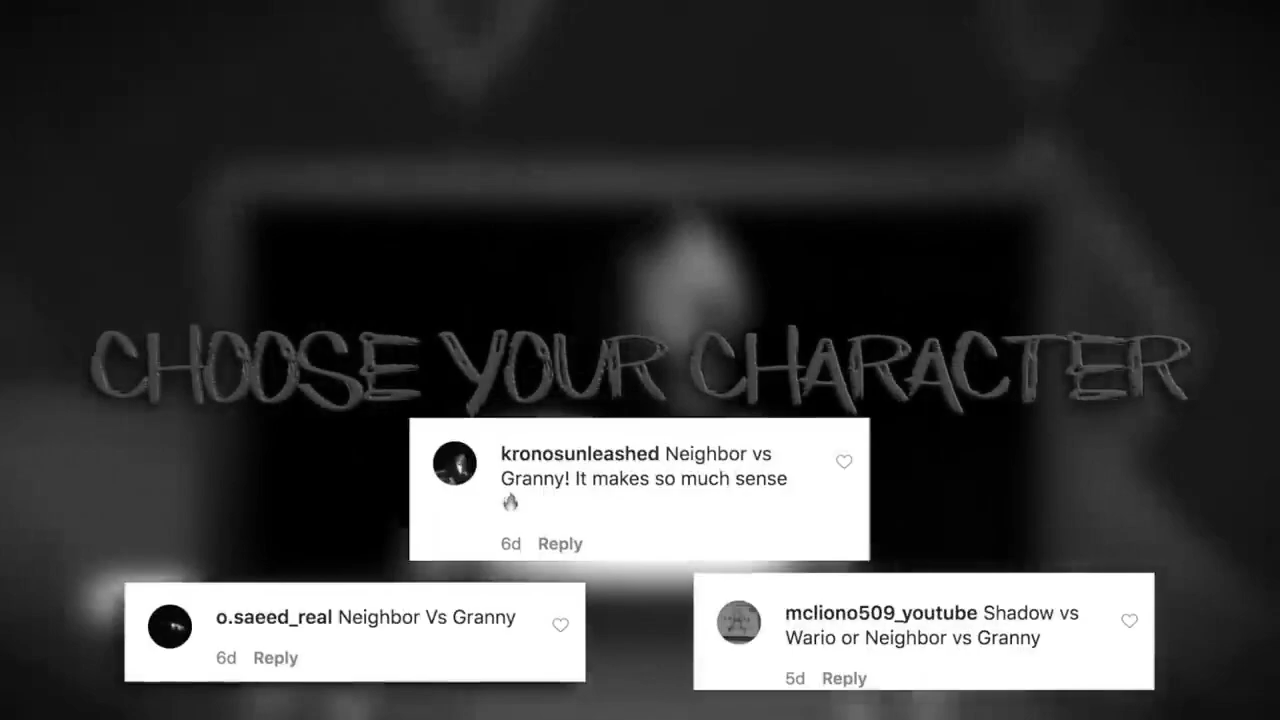 CHOOSE YOUR CHARACTER
kronosunleashed Neighbor vs
Granny! It makes so much sense
🔥
6d Reply
o.saeed_real Neighbor Vs Granny
6d Reply
mcliono509_youtube Shadow vs
Wario or Neighbor vs Granny
5d Reply